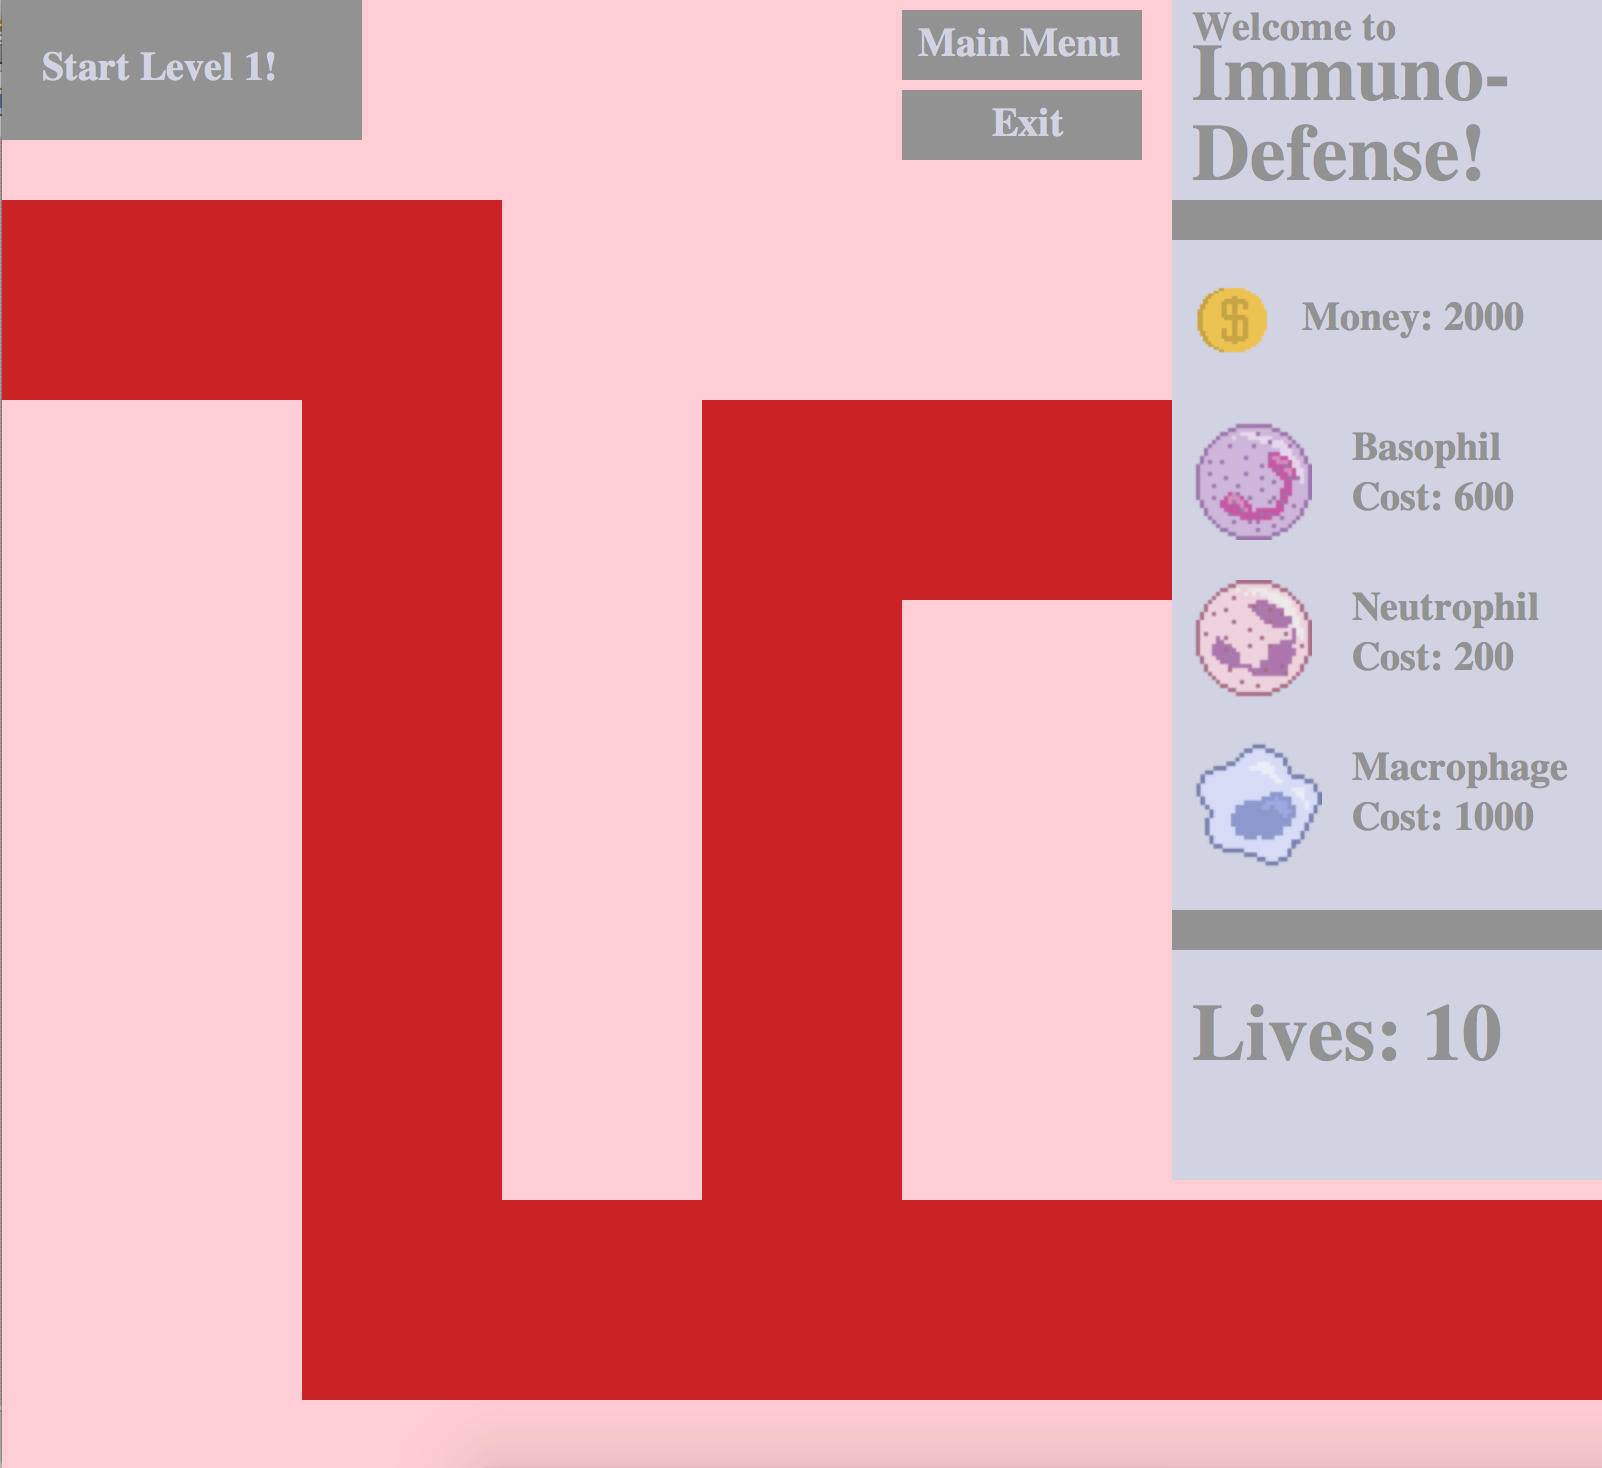 Start Level 1!
Main Menu
Exit
Welcome to
Immuno-
Defense!
$
Money: 2000
Basophil
Cost: 600
Neutrophil
Cost: 200
Macrophage
Cost: 1000
Lives: 10